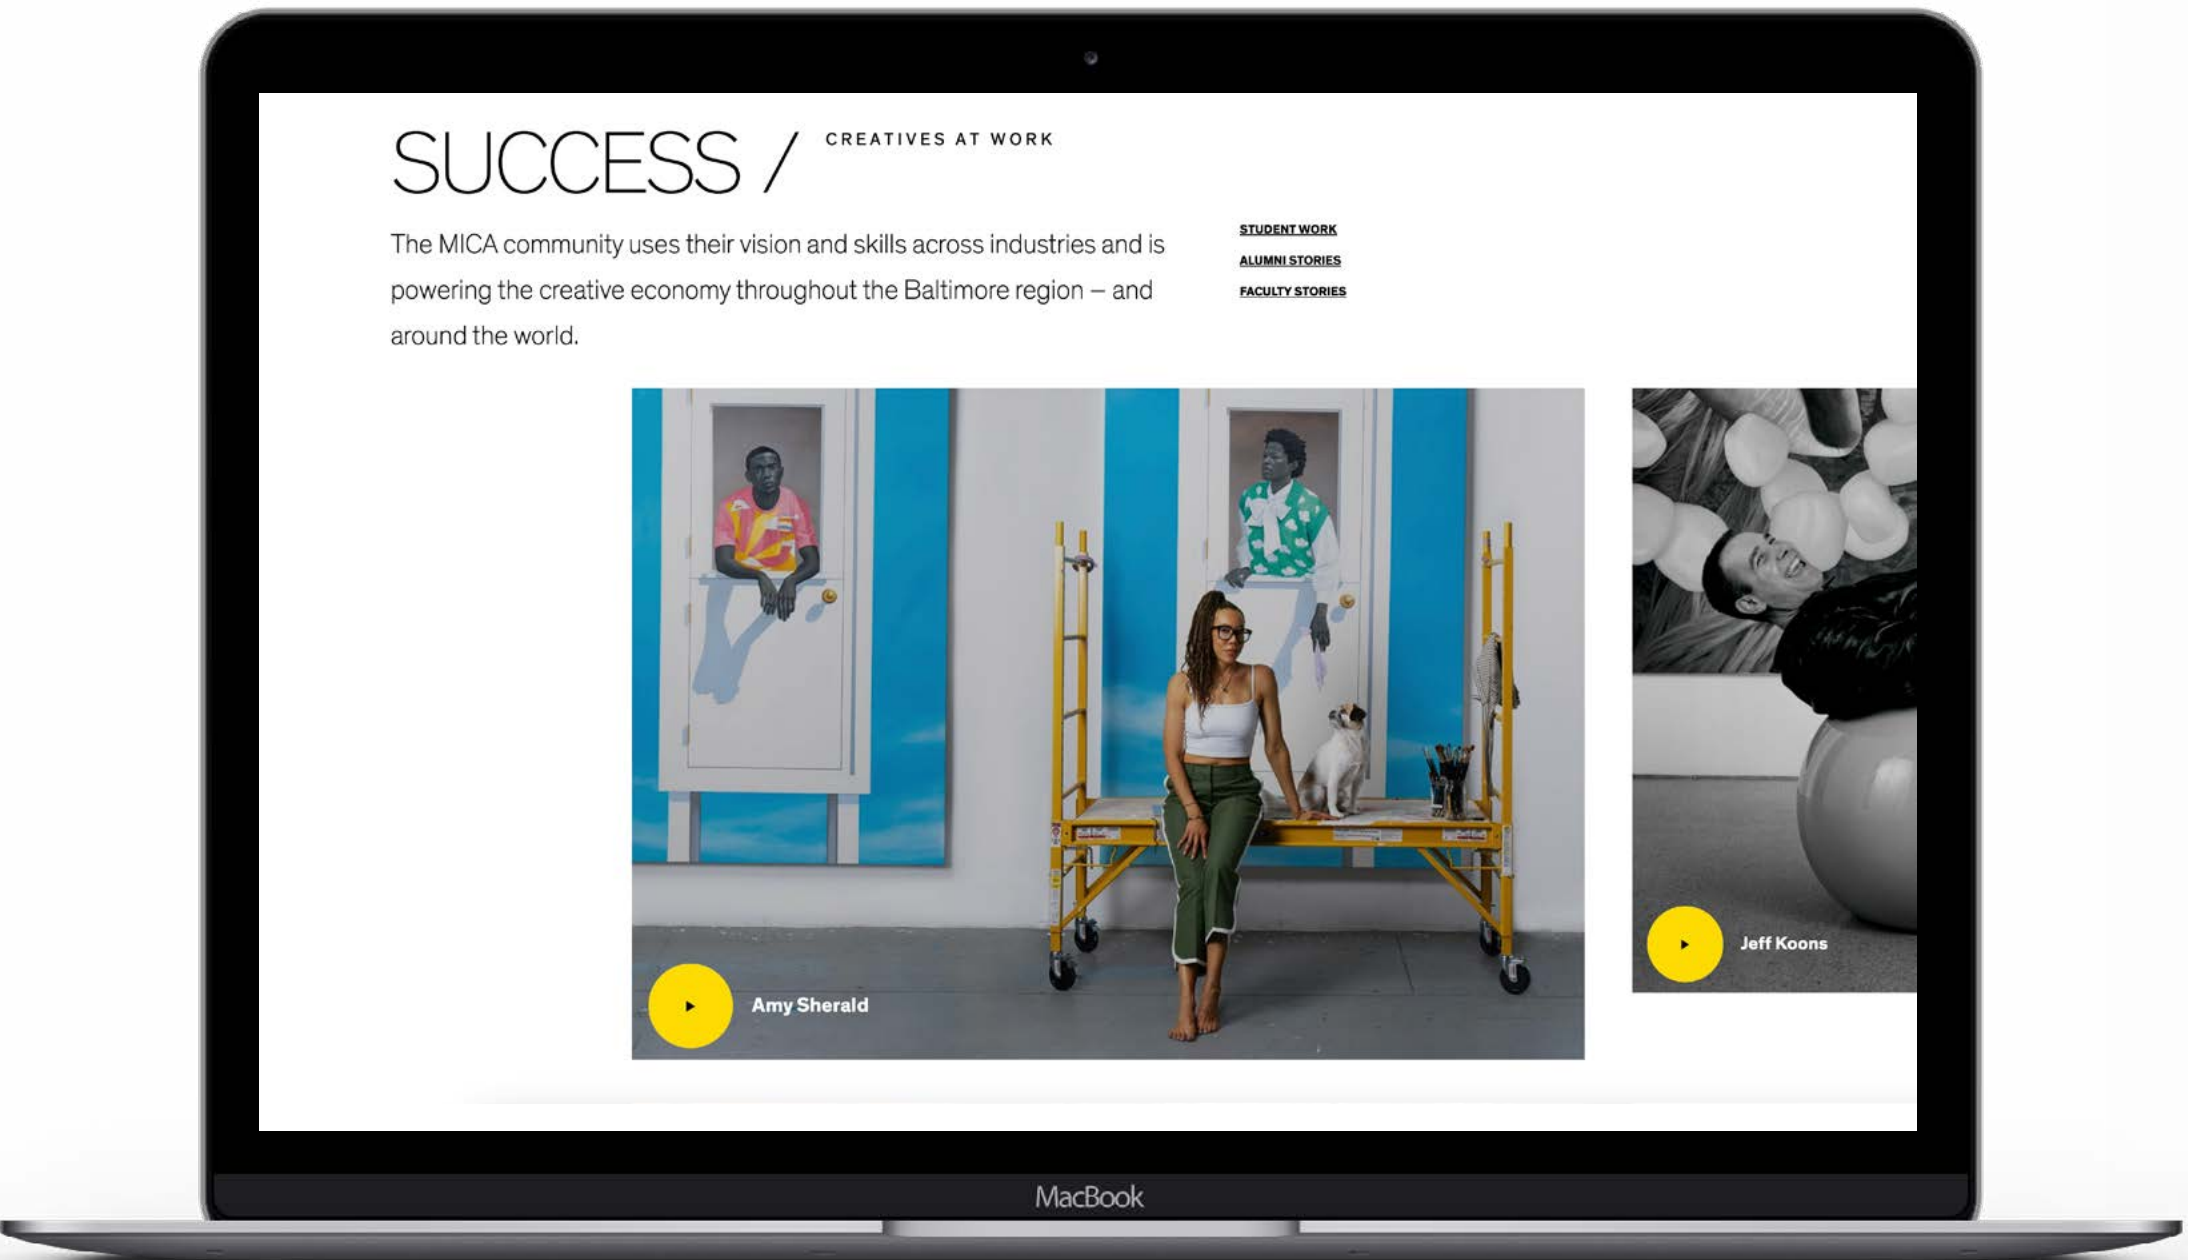 SUCCESS / CREATIVES AT WORK
The MICA community uses their vision and skills across industries and is
powering the creative economy throughout the Baltimore region – and
around the world.
STUDENT WORK
ALUMNI STORIES
FACULTY STORIES
Amy Sherald
Jeff Koons
MacBook